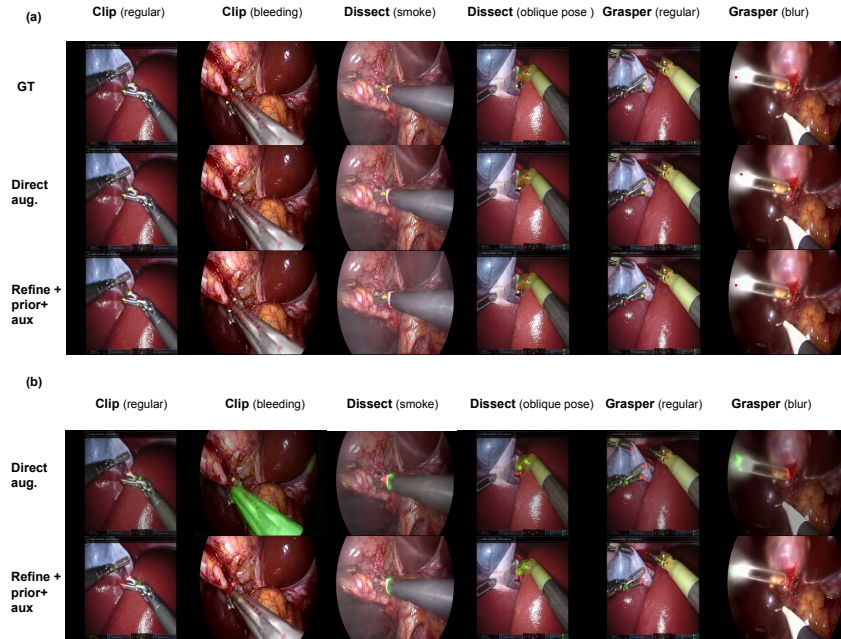 (a)
Clip (regular) Clip (bleeding) Dissect (smoke) Dissect (oblique pose ) Grasper (regular) Grasper (blur)
GT
Direct
aug.
Refine +
prior+
aux
(b)
Clip (regular) Clip (bleeding) Dissect (smoke) Dissect (oblique pose) Grasper (regular) Grasper (blur)
Direct
aug.
Refine +
prior+
aux